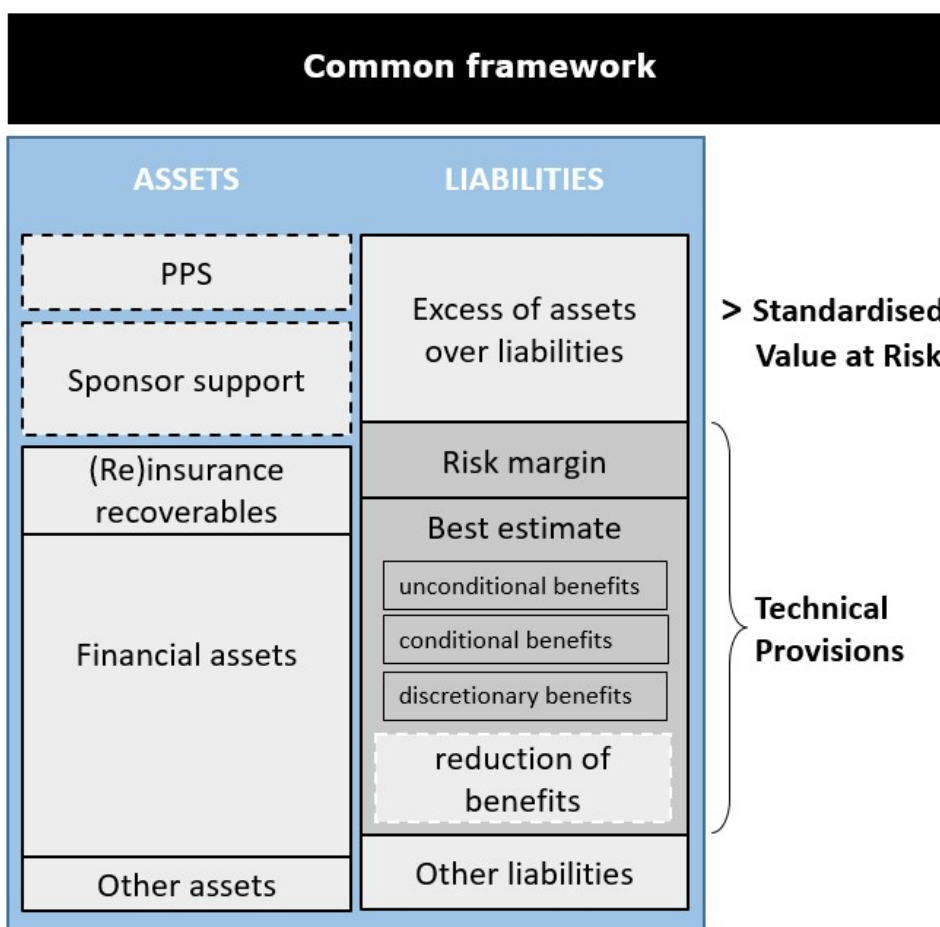 Common framework
ASSETS
LIABILITIES
PPS
Sponsor support
(Re)insurance
recoverables
Financial assets
Other assets
Excess of assets
over liabilities
Risk margin
Best estimate
unconditional benefits
conditional benefits
discretionary benefits
reduction of
benefits
Other liabilities
> Standardised
Value at Risk
Technical
Provisions